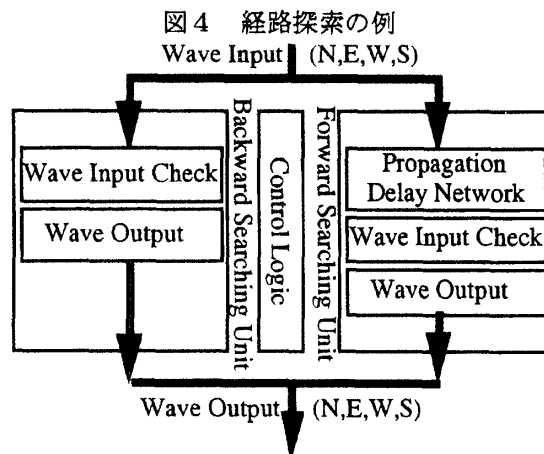 図4 経路探索の例
Wave Input (N,E,W,S)
Wave Input Check
Wave Output
Backward Searching Unit
Control Logic
Forward Searching Unit
Propagation
Delay Network
Wave Input Check
Wave Output
Wave Output (N,E,W,S)